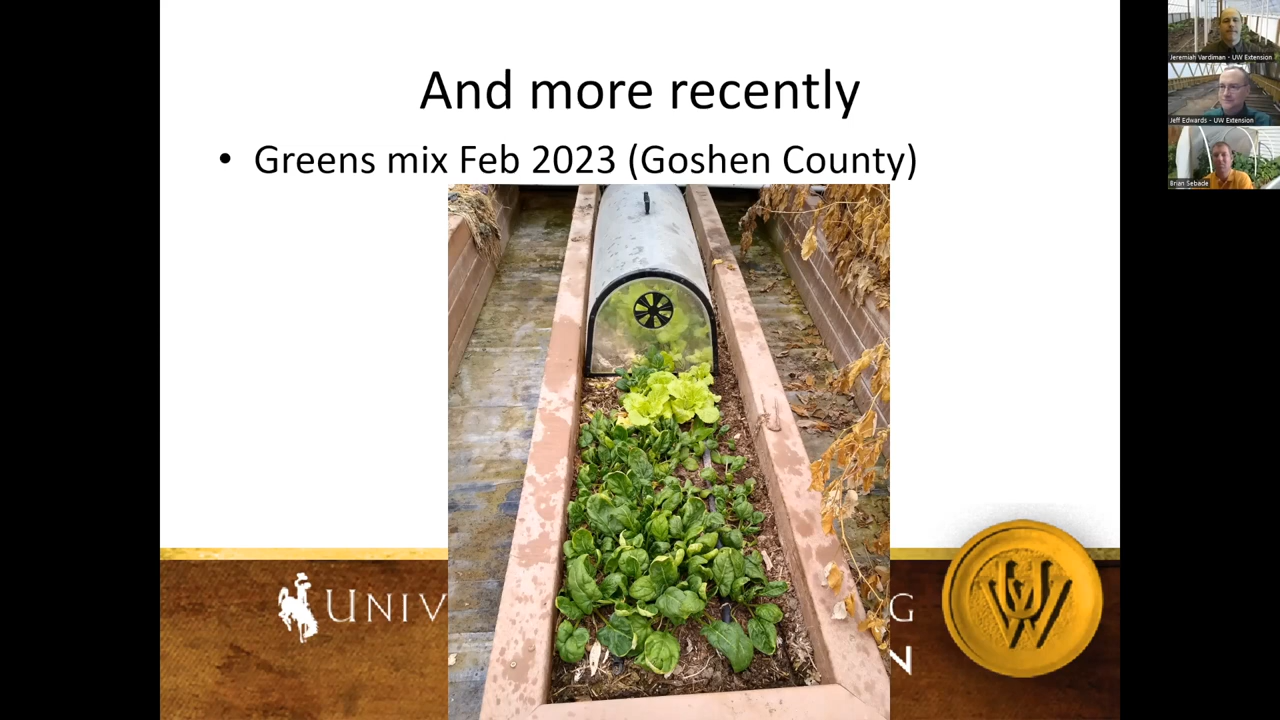 And more recently
• Greens mix Feb 2023 (Goshen County)
Jeremiah Vardiman - UW Extension
Jeff Edwards - UW Extension
Brian Sebade
UNIV
G
N
UW